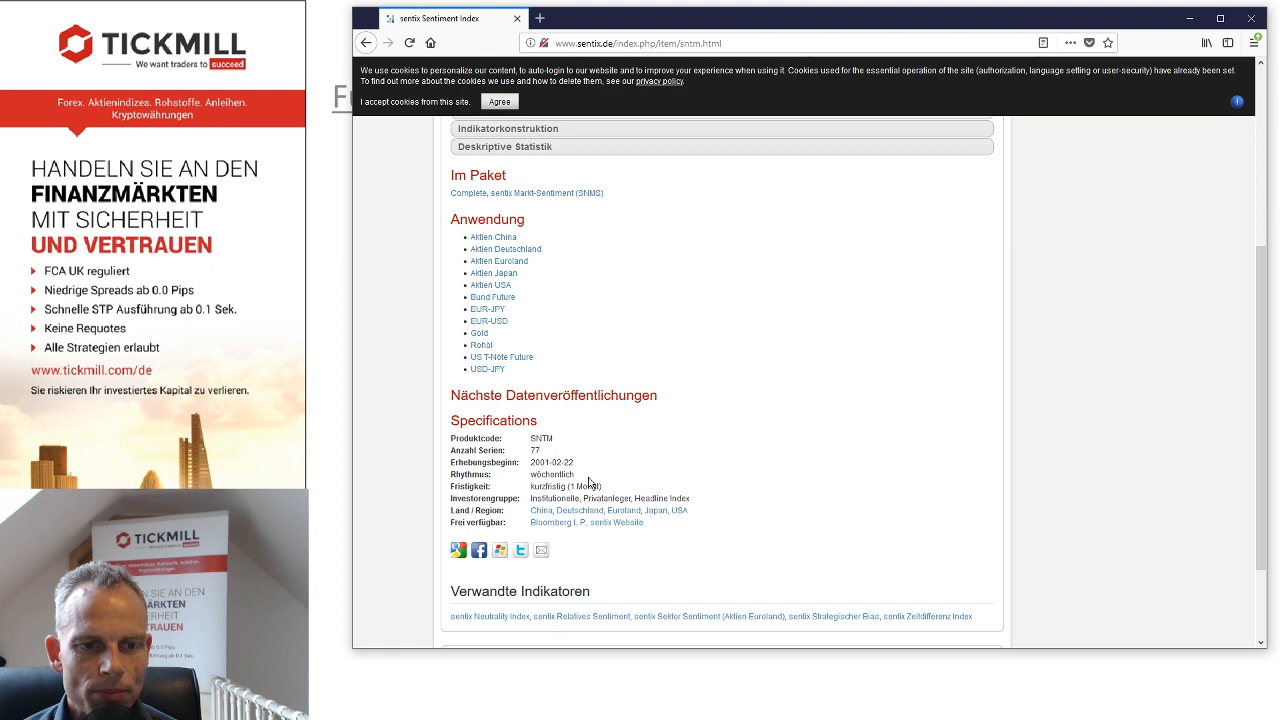 TICKMILL
We want traders to succeed
Forex. Aktienindizes. Rohstoffe. Anleihen.
Kryptowährungen
HANDELN SIE AN DEN
FINANZMÄRKTEN
MIT SICHERHEIT
UND VERTRAUEN
FCA UK reguliert
Niedrige Spreads ab 0.0 Pips
Schnelle STP Ausführung ab 0.1 Sek.
Keine Requotes
Alle Strategien erlaubt
www.tickmill.com/de
Sie riskieren Ihr investiertes Kapital zu verlieren.
TICKMILL
sentix Sentiment Index
www.sentix.de/index.php/item/sntm.html
We use cookies to personalize our content, to auto-login to our website and to improve your experience when using it. Cookies used for the essential operation of the site (authorization, language setting or user-security) have already been set.
To find out more about the cookies we use and how to delete them, see our privacy policy.
I accept cookies from this site. Agree
Indikatorkonstruktion
Deskriptive Statistik
Im Paket
Complete, sentix Markt-Sentiment (SNMS)
Anwendung
Aktien China
Aktien Deutschland
Aktien Euroland
Aktien Japan
Aktien USA
Bund Future
EUR-JPY
EUR-USD
Gold
Rohöl
US T-Note Future
USD-JPY
Nächste Datenveröffentlichungen
Specifications
Produktcode: SNTM
Anzahl Serien: 77
Erhebungsbeginn: 2001-02-22
Rhythmus: wöchentlich
Fristigkeit: kurzfristig (1 Monat)
Investorengruppe: Institutionelle, Privatanleger, Headline Index
Land / Region: China, Deutschland, Euroland, Japan, USA
Frei verfügbar: Bloomberg L.P., sentix Website
Verwandte Indikatoren
sentix Neutrality Index, sentix Relatives Sentiment, sentix Sektor Sentiment (Aktien Euroland), sentix Strategischer Bias, sentix Zeitdifferenz Index